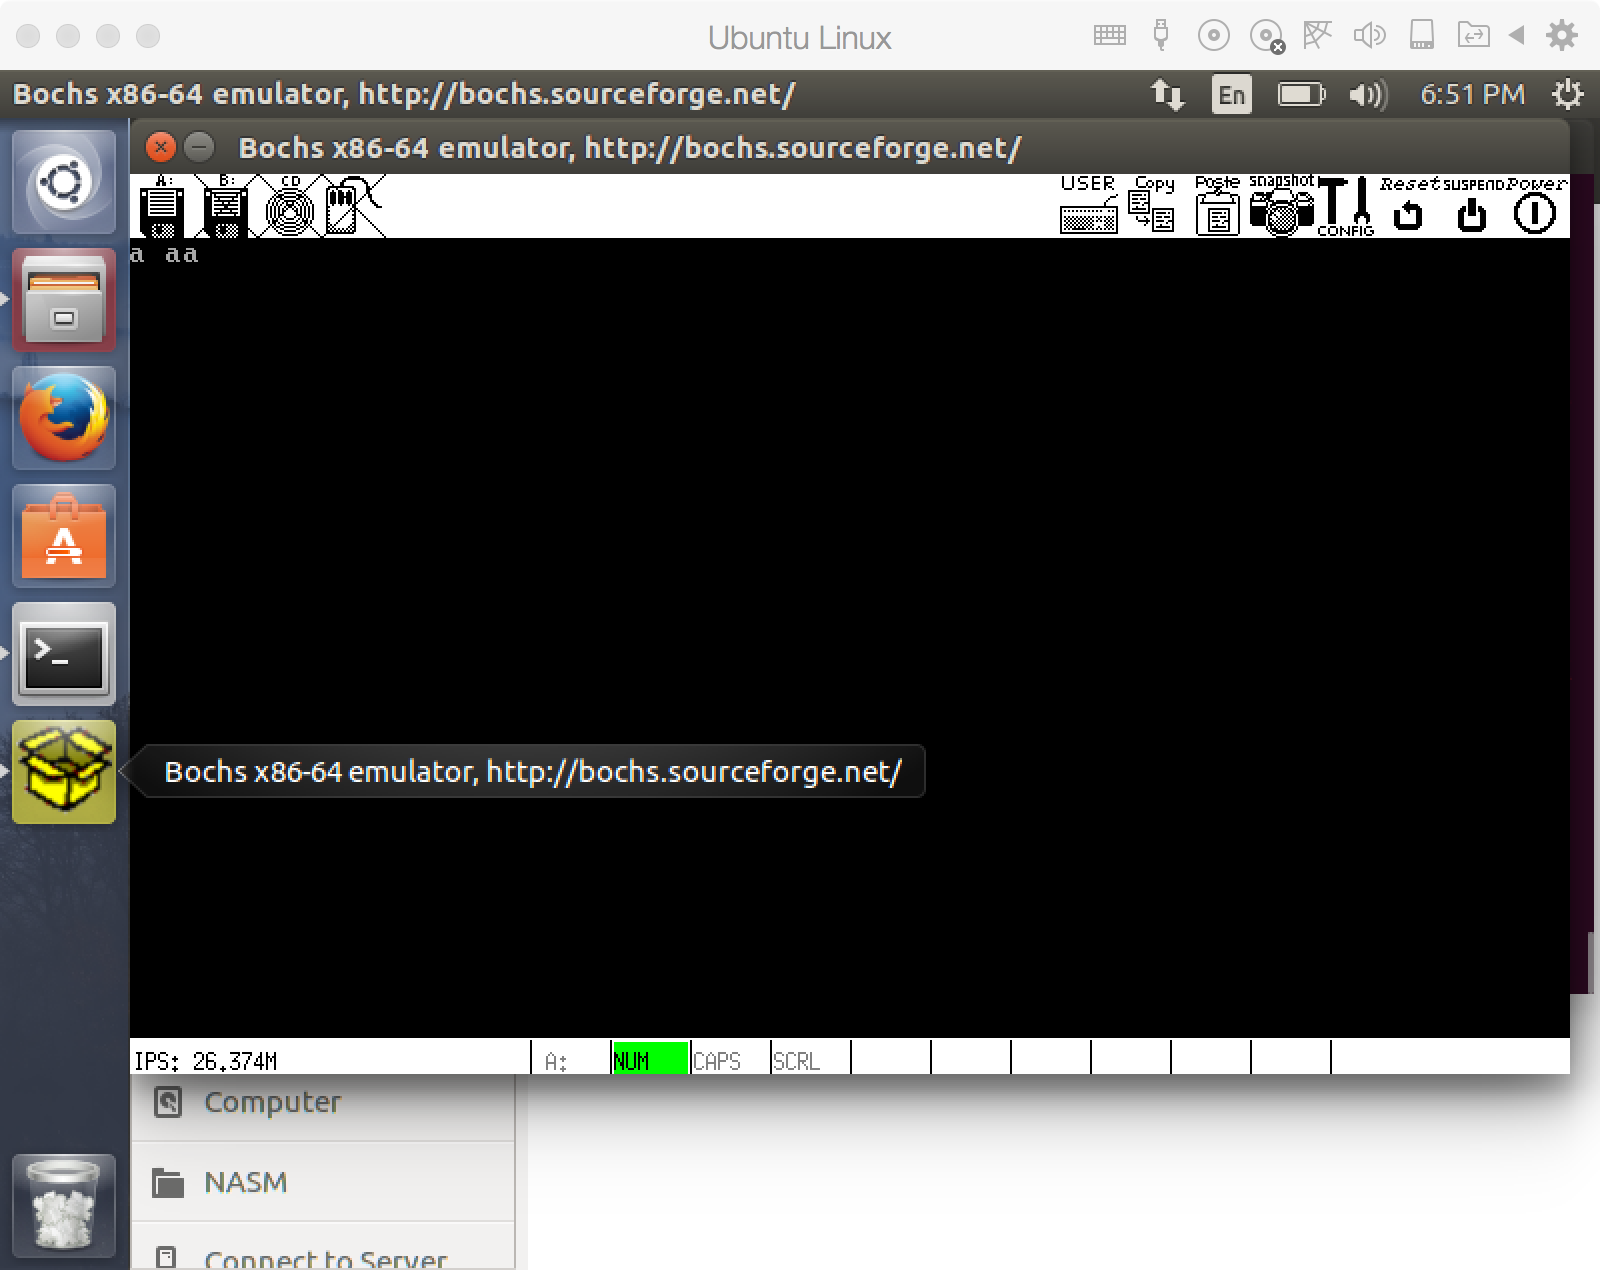 Ubuntu Linux
Bochs x86-64 emulator, http://bochs.sourceforge.net/
En
6:51 PM
Bochs x86-64 emulator, http://bochs.sourceforge.net/
A:
B:
CD
USER
Copy
Paste
snapshot
CONFIG
Reset
SUSPEND
Power
a aa
Bochs x86-64 emulator, http://bochs.sourceforge.net/
IPS: 26.374M
A:
NUM
CAPS
SCRL
Computer
NASM
Connect to Server